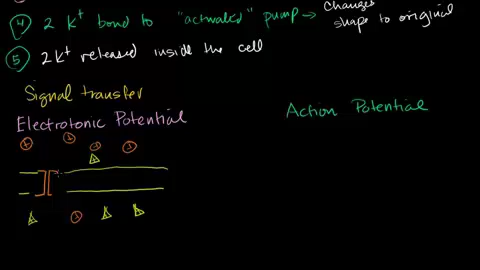 ④ 2 K⁺ bond to "activated" pump → changes
shape to original
⑤ 2K⁺ released inside the cell
Signal transfer
Electrotonic Potential
Action Potential